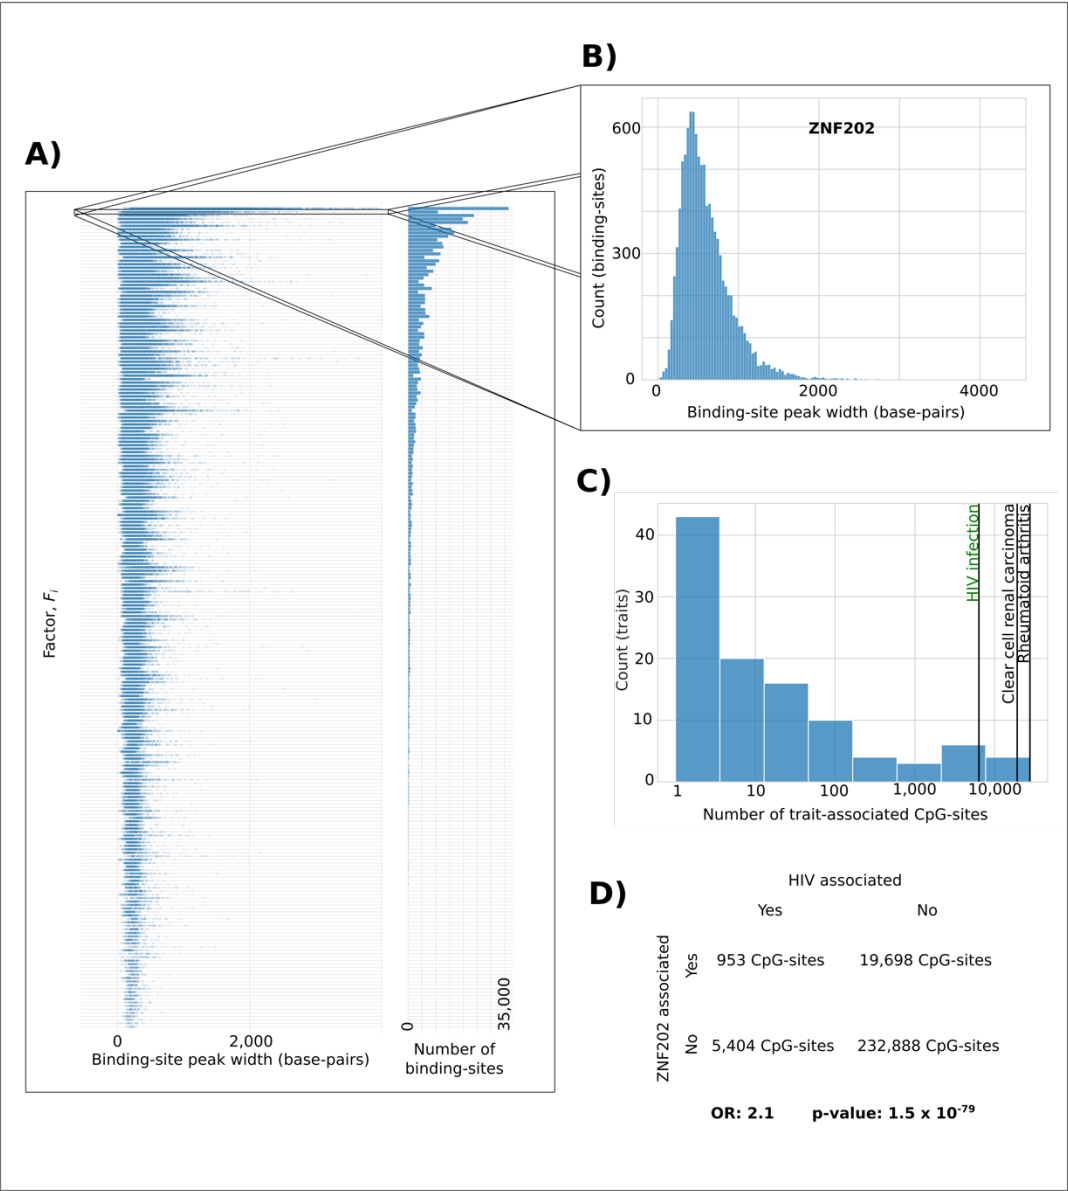 A)
Factor, Fi
0
2,000
Binding-site peak width (base-pairs)
0
35,000
Number of
binding-sites
B)
ZNF202
Count (binding-sites)
600
300
0
0
2000
4000
Binding-site peak width (base-pairs)
C)
Count (traits)
40
30
20
10
0
HIV infection
Clear cell renal carcinoma
Rheumatoid arthritis
1
10
100
1,000
10,000
Number of trait-associated CpG-sites
D)
HIV associated
Yes No
ZNF202 associated
Yes 953 CpG-sites 19,698 CpG-sites
No 5,404 CpG-sites 232,888 CpG-sites
OR: 2.1 p-value: 1.5 x 10⁻⁷⁹